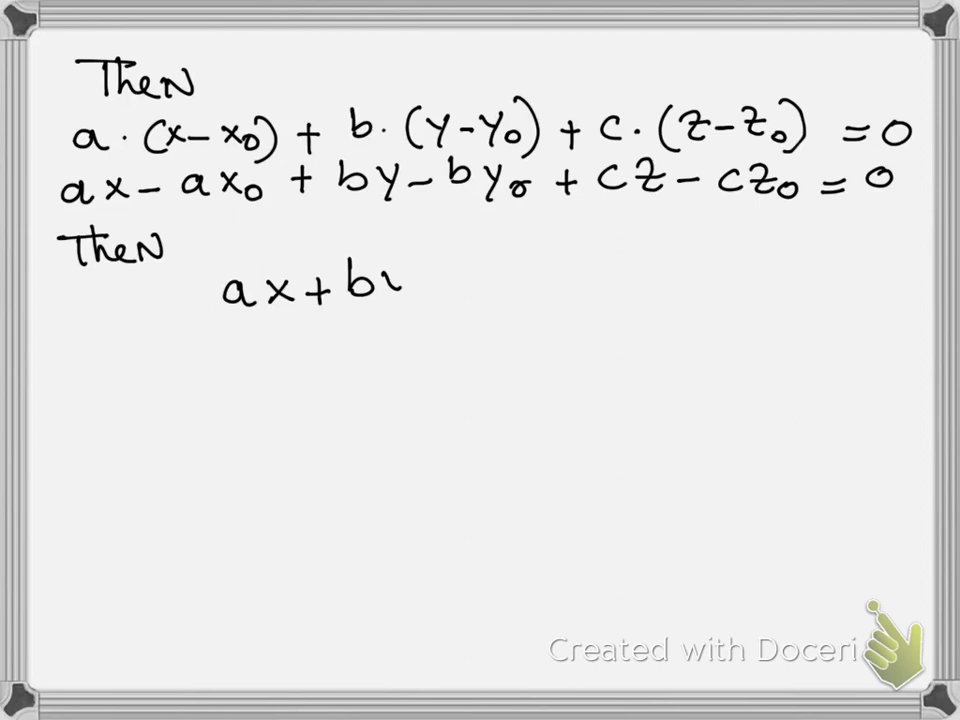 Then
a · (x - x₀) + b · (y - y₀) + c · (z - z₀) = 0
ax - ax₀ + by - by₀ + cz - cz₀ = 0
Then
ax + b
Created with Doceri